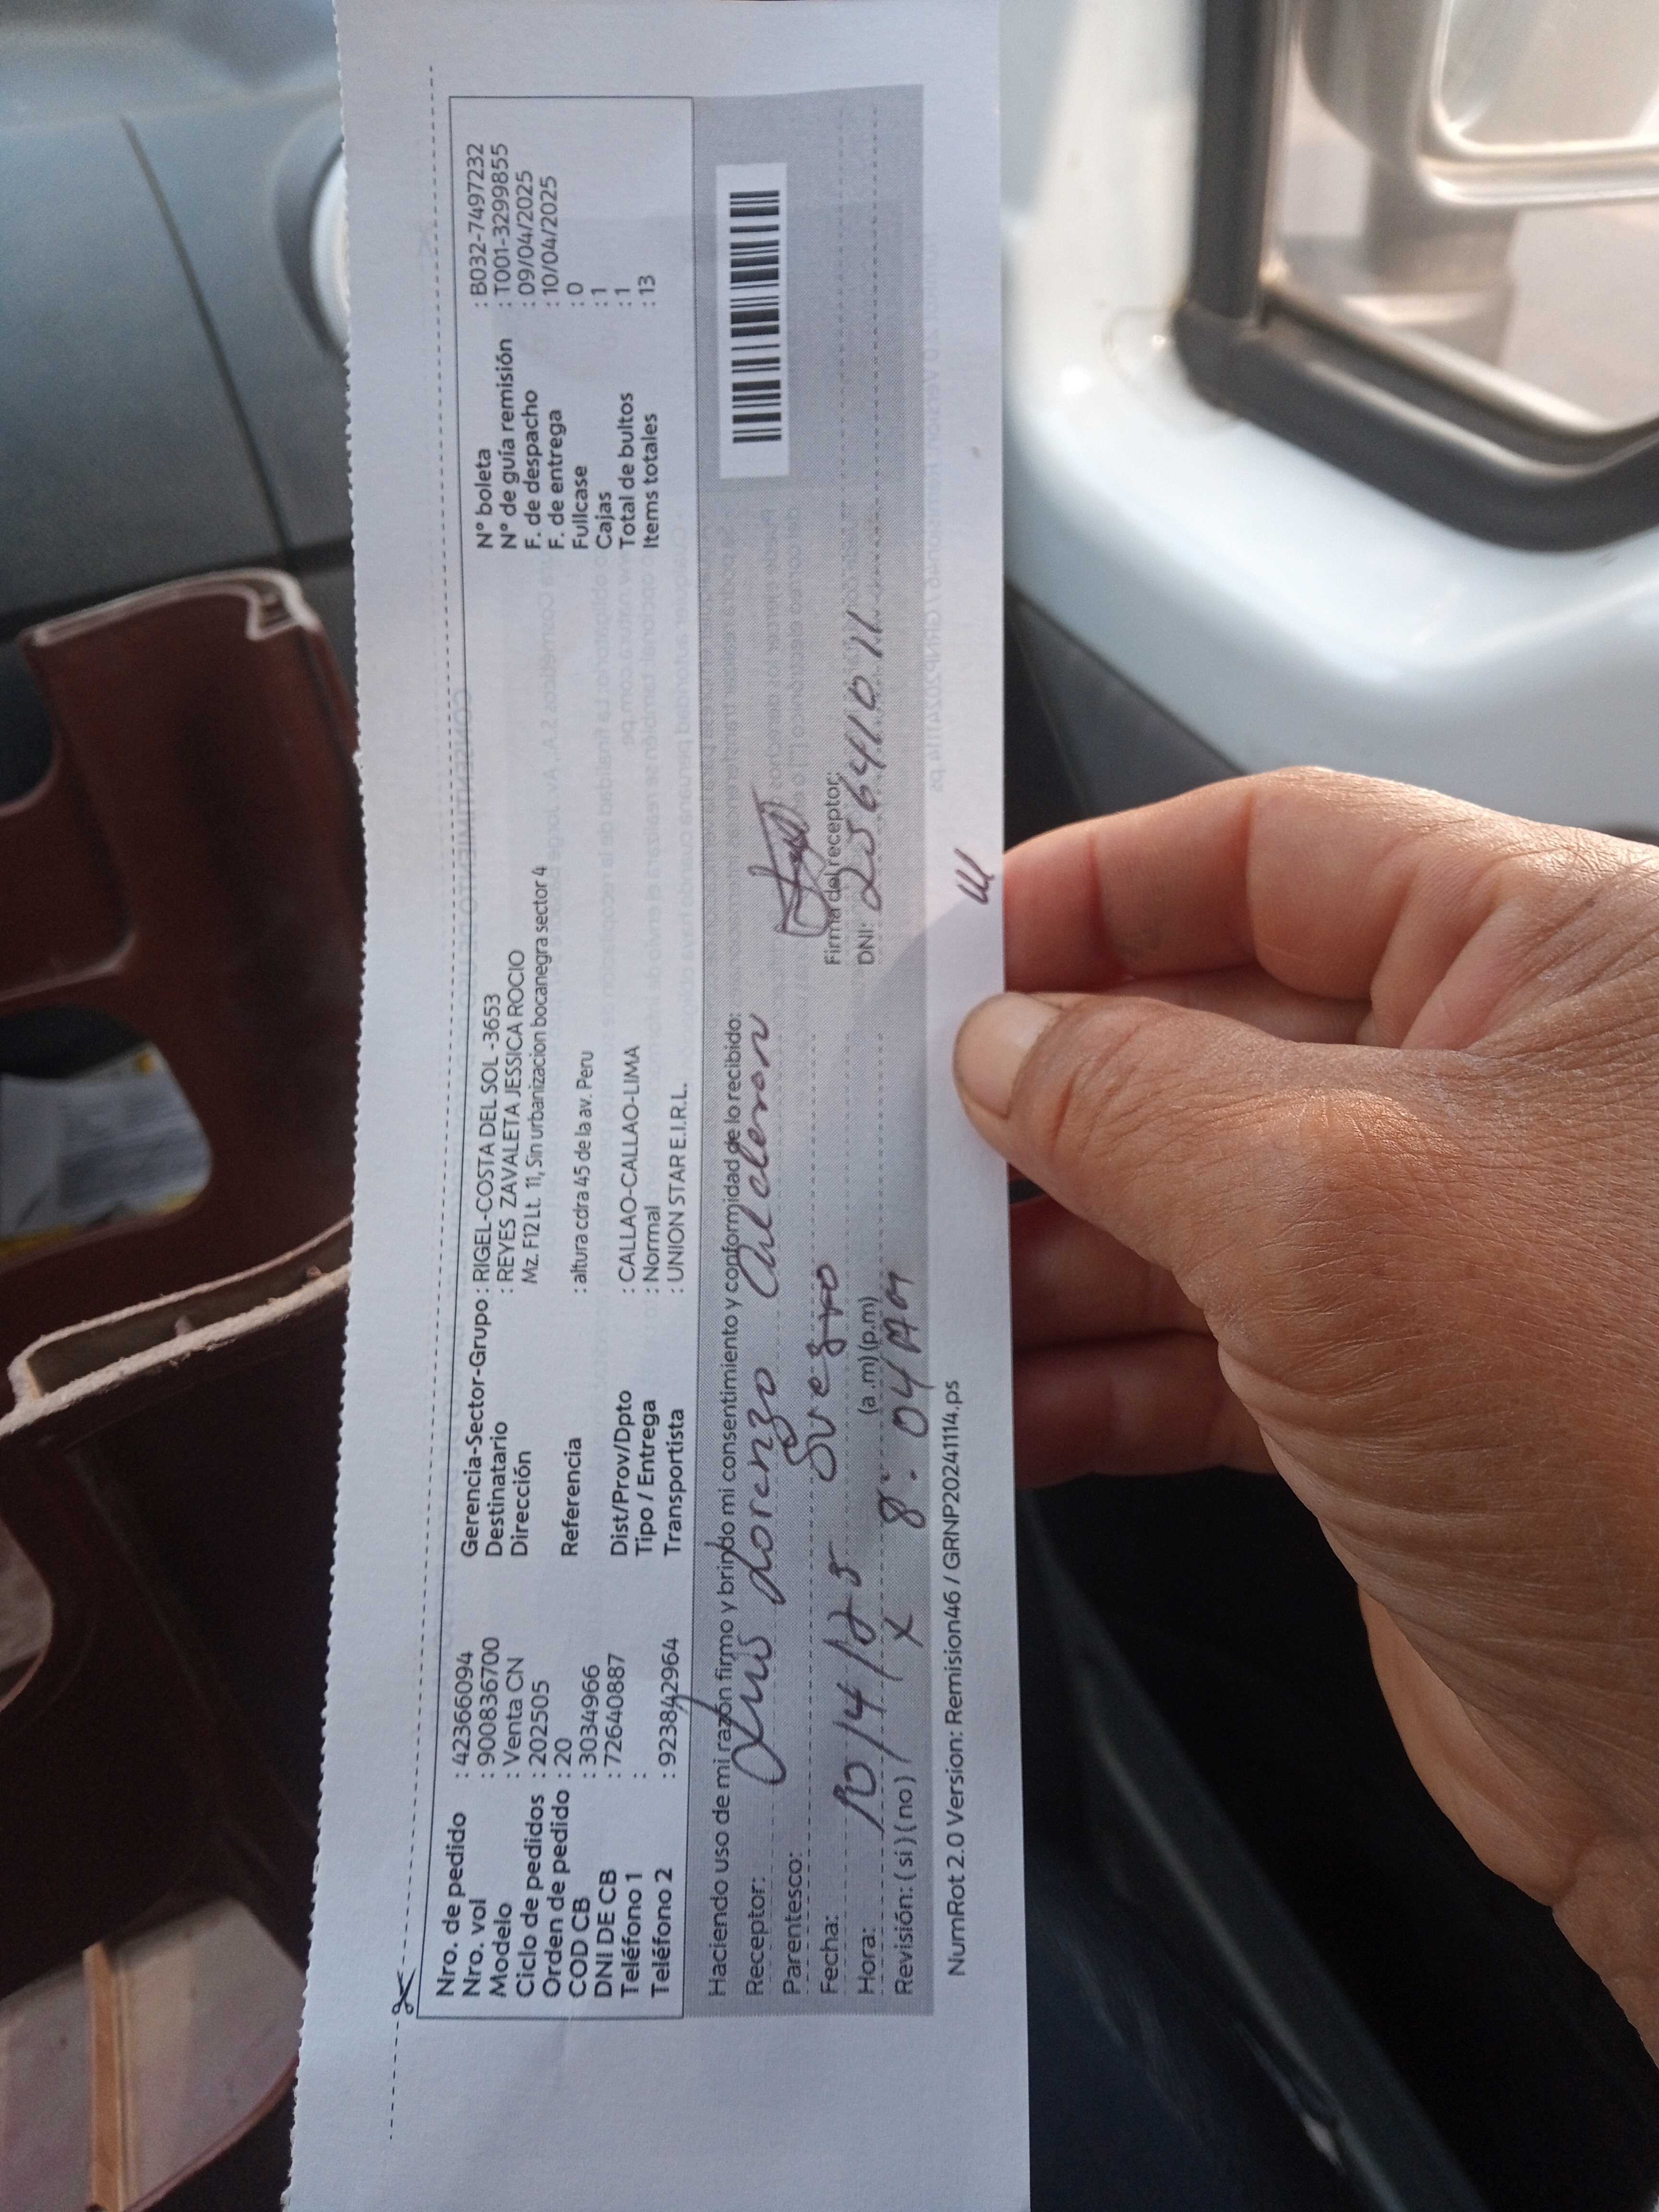 Nro. de pedido : 42366094
Nro. vol : 900836700
Modelo : Venta CN
Ciclo de pedidos : 202505
Orden de pedido : 20
COD CB : 3034966
DNI DE CB : 72640887
Teléfono 1 :
Teléfono 2 : 923842964
Gerencia-Sector-Grupo : RIGEL-COSTA DEL SOL -3653
Destinatario : REYES ZAVALETA JESSICA ROCIO
Dirección Mz. F12 Lt. 11, Sin urbanizacion bocanegra sector 4
Referencia : altura cdra 45 de la av. Peru
Dist/Prov/Dpto : CALLAO-CALLAO-LIMA
Tipo / Entrega : Normal
Transportista : UNION STAR E.I.R.L.
N° boleta : B032-7497232
N° de guía remisión : T001-3299855
F. de despacho : 09/04/2025
F. de entrega : 10/04/2025
Fullcase : 0
Cajas : 1
Total de bultos : 1
Items totales : 13
Haciendo uso de mi razón firmo y brindo mi consentimiento y conformidad de lo recibido:
Receptor: Luis Lorenzo Calderon
Parentesco: Suegro
Fecha: 10/4/25
Hora: (a.m) (p.m) 8:04 AM
Revisión: ( si ) ( no ) X
Firma del receptor:
DNI: 25641011
NumRot 2.0 Version: Remision46 / GRNP20241114.ps